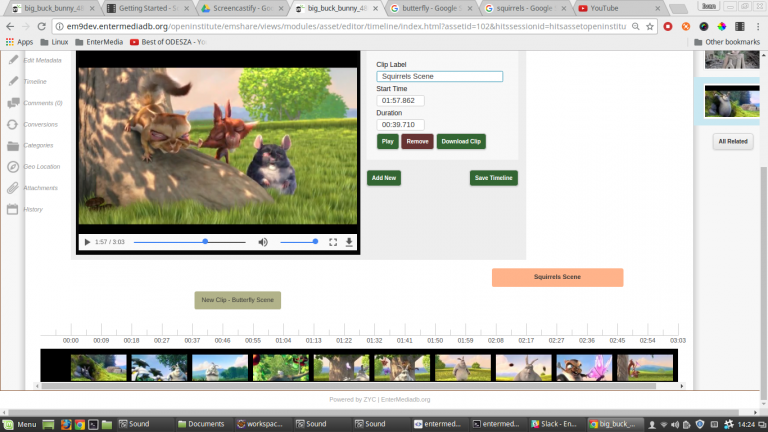 big_buck_bunny_48
Getting Started - S
Screencastify - Goo
big_buck_bunny_48
butterfly - Google S
squirrels - Google
YouTube
Ivan
em9dev.entermediadb.org/openinstitute/emshare/views/modules/asset/editor/timeline/index.html?assetid=102&hitssessionid=hitsassetopeninstitu
Apps
Linux
EnterMedia
Best of ODESZA - Yo
Other bookmarks
Edit Metadata
Timeline
Comments (0)
Conversions
Categories
Geo Location
Attachments
History
1:57 / 3:03
Clip Label
Squirrels Scene
Start Time
01:57.862
Duration
00:39.710
Play
Remove
Download Clip
Add New
Save Timeline
All Related
Squirrels Scene
New Clip - Butterfly Scene
00:00 00:09 00:18 00:27 00:37 00:46 00:55 01:04 01:13 01:22 01:32 01:41 01:50 01:59 02:08 02:17 02:27 02:36 02:45 02:54 03:03
Powered by ZYC | EnterMediadb.org
Menu
Sound
Documents
workspac...
Sound
Sound
entermed...
entermed...
Slack - En...
big_buck_...
14:24